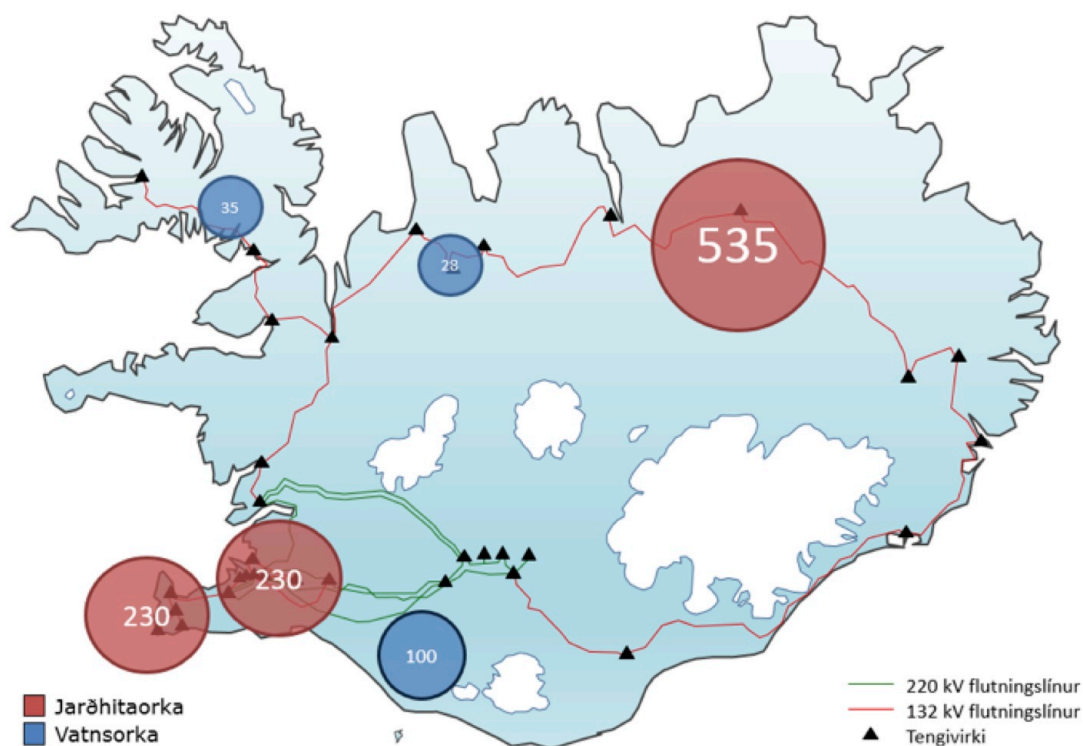 35
28
535
230
230
100
Jarðhitaorka
Vatnsorka
220 kV flutningslínur
132 kV flutningslínur
Tengivirki